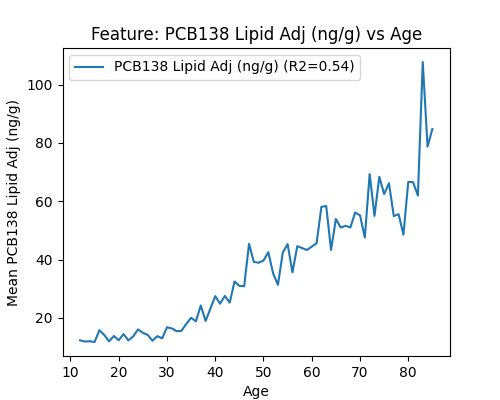 Feature: PCB138 Lipid Adj (ng/g) vs Age
PCB138 Lipid Adj (ng/g) (R2=0.54)
Mean PCB138 Lipid Adj (ng/g)
100
80
60
40
20
10 20 30 40 50 60 70 80
Age